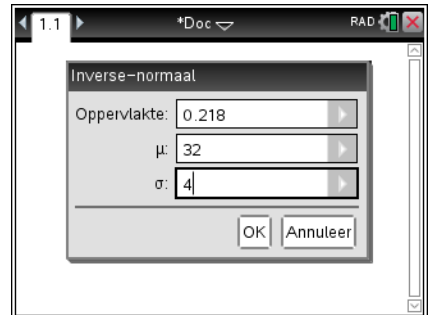 1.1 *Doc RAD
Inverse-normaal
Oppervlakte: 0.218
μ: 32
σ: 4
OK Annuleer